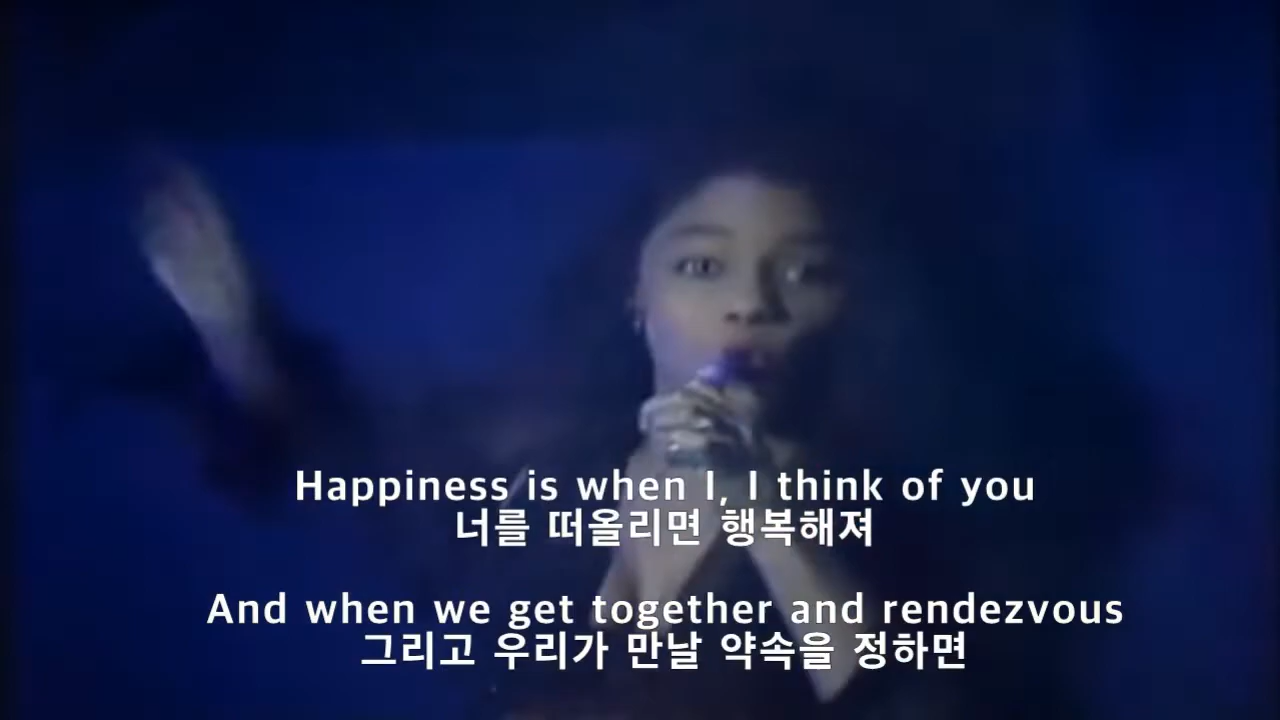 Happiness is when I, I think of you
너를 떠올리면 행복해져
And when we get together and rendezvous
그리고 우리가 만날 약속을 정하면